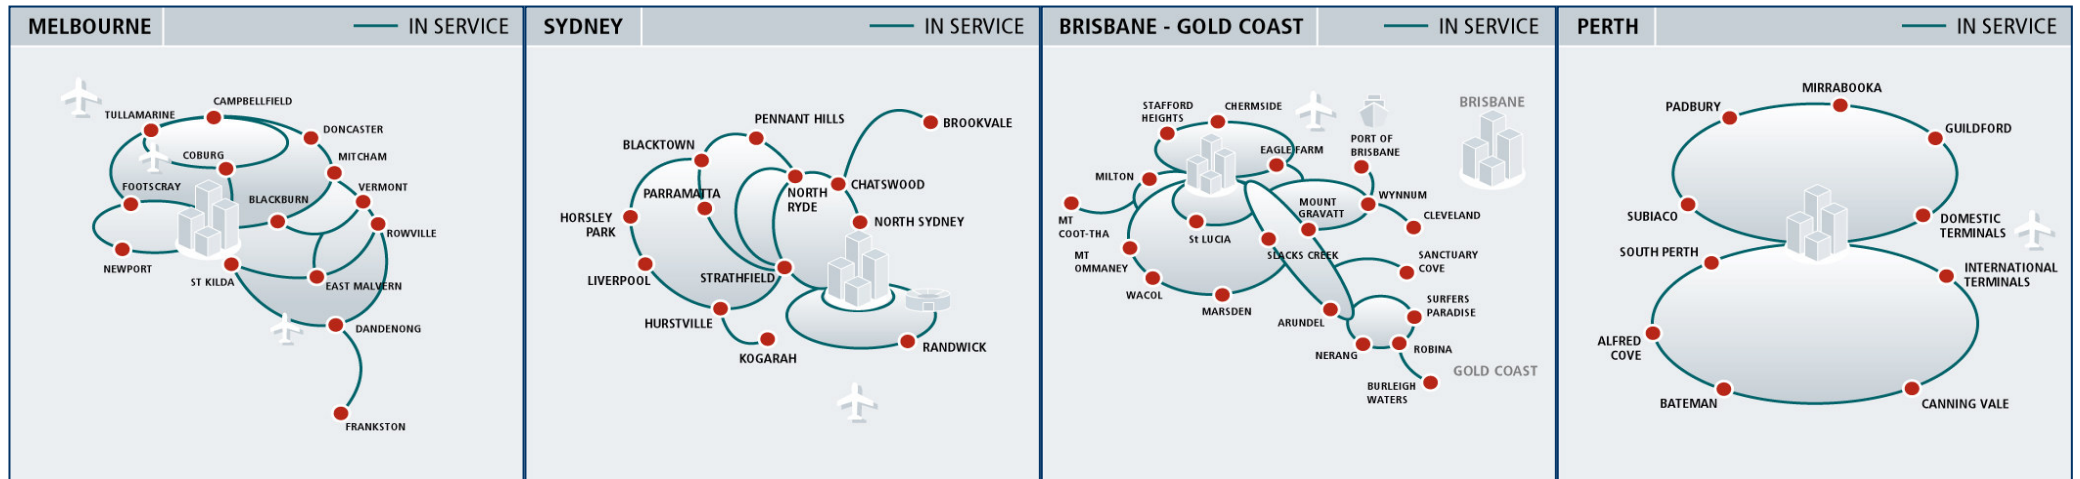 MELBOURNE
IN SERVICE
TULLAMARINE
CAMPBELLFIELD
DONCASTER
COBURG
MITCHAM
FOOTSCRAY
BLACKBURN
VERMONT
ROWVILLE
NEWPORT
ST KILDA
EAST MALVERN
DANDENONG
FRANKSTON
SYDNEY
IN SERVICE
PENNANT HILLS
BROOKVALE
BLACKTOWN
PARRAMATTA
NORTH
RYDE
CHATSWOOD
HORSLEY
PARK
NORTH SYDNEY
LIVERPOOL
STRATHFIELD
HURSTVILLE
KOGARAH
RANDWICK
BRISBANE - GOLD COAST
IN SERVICE
STAFFORD
HEIGHTS
CHERMSIDE
BRISBANE
EAGLE FARM
PORT OF
BRISBANE
MILTON
WYNNUM
MOUNT
GRAVATT
CLEVELAND
MT
COOT-THA
St LUCIA
SLACKS CREEK
MT
OMMANEY
SANCTUARY
COVE
WACOL
MARSDEN
ARUNDEL
SURFERS
PARADISE
NERANG
ROBINA
GOLD COAST
BURLEIGH
WATERS
PERTH
IN SERVICE
MIRRABOOKA
PADBURY
GUILDFORD
SUBIACO
DOMESTIC
TERMINALS
SOUTH PERTH
INTERNATIONAL
TERMINALS
ALFRED
COVE
BATEMAN
CANNING VALE